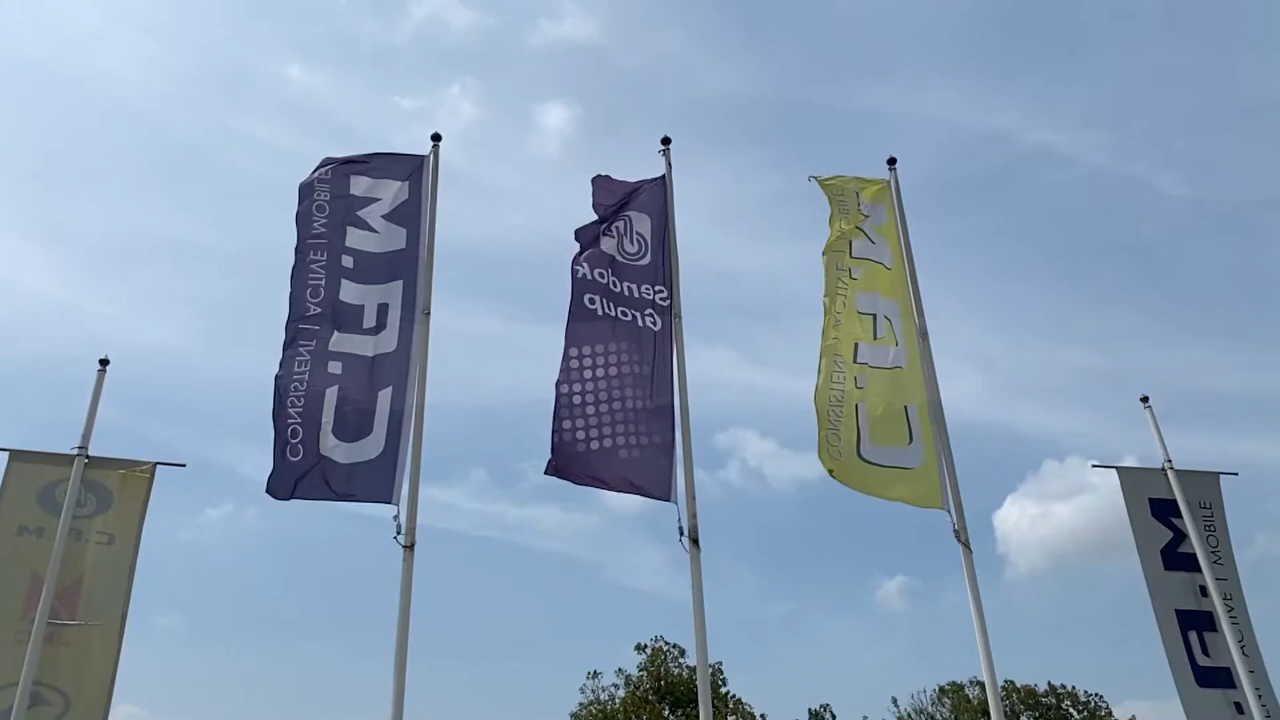 C.A.M
CONSISTENT | ACTIVE | MOBILE
Sendok
Group
C.A.M
CONSISTENT | ACTIVE | MOBILE
C.A.M
.A.M
ACTIVE | MOBILE